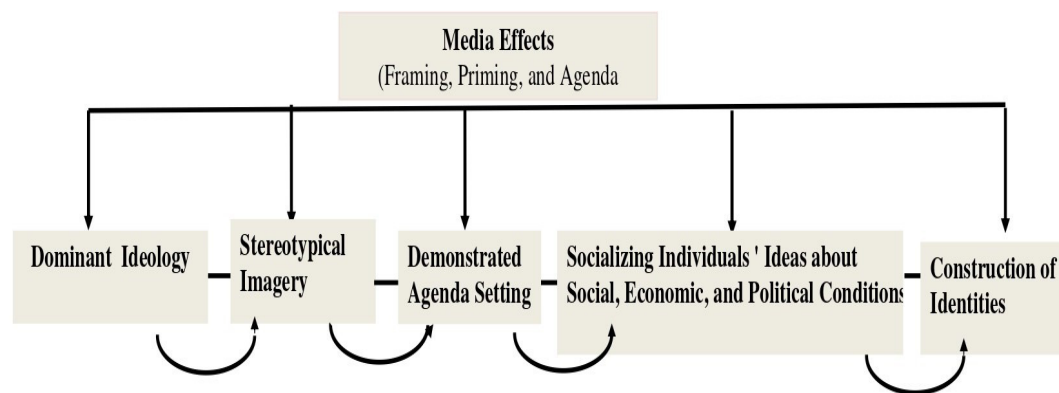 Media Effects
(Framing, Priming, and Agenda
Dominant Ideology
Stereotypical
Imagery
Demonstrated
Agenda Setting
Socializing Individuals ' Ideas about
Social, Economic, and Political Conditions
Construction of
Identities